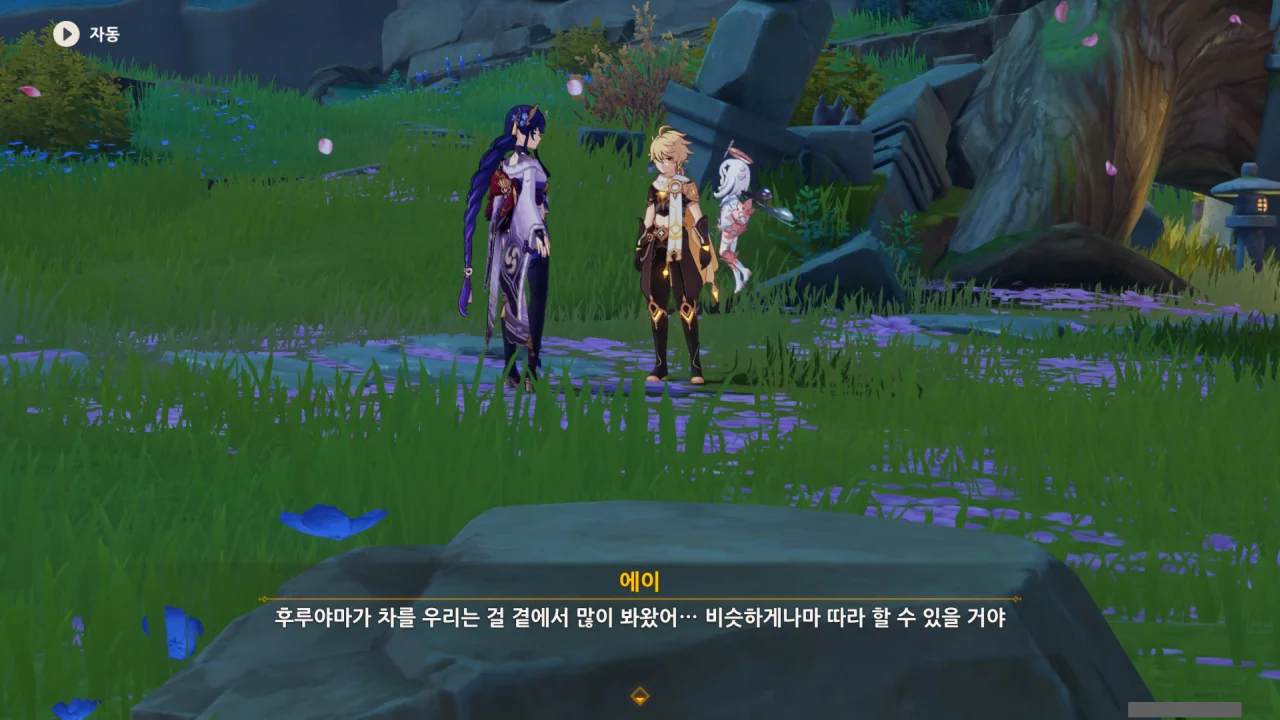 자동
에이
후루야마가 차를 우리는 걸 곁에서 많이 봐왔어… 비슷하게나마 따라 할 수 있을 거야